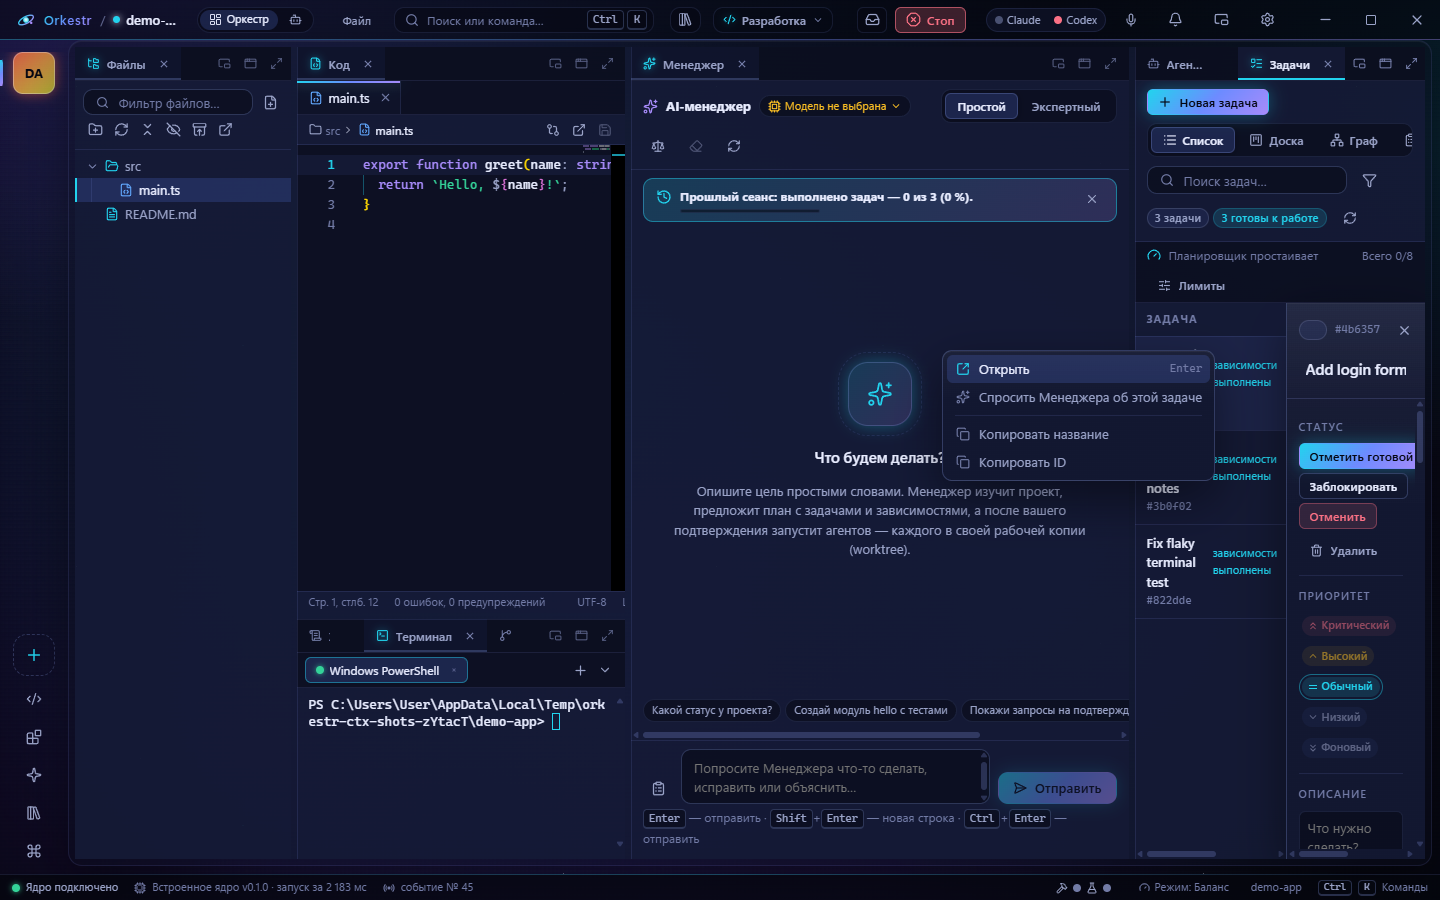 Orkestr / demo-...
Оркестр
Файл
Поиск или команда...
Ctrl K
Разработка
Стоп
Claude
Codex
DA
Файлы
Фильтр файлов...
src
main.ts
README.md
Код
main.ts
src > main.ts
1 export function greet(name: strin
2 return `Hello, ${name}!`;
3 }
4
Стр. 1, стлб. 12
0 ошибок, 0 предупреждений
UTF-8
Терминал
Windows PowerShell
PS C:\Users\User\AppData\Local\Temp\ork
estr-ctx-shots-zYtacT\demo-app>
Менеджер
AI-менеджер
Модель не выбрана
Простой
Экспертный
Прошлый сеанс: выполнено задач — 0 из 3 (0 %).
Что будем делать?
Опишите цель простыми словами. Менеджер изучит проект,
предложит план с задачами и зависимостями, а после вашего
подтверждения запустит агентов — каждого в своей рабочей копии
(worktree).
Какой статус у проекта?
Создай модуль hello с тестами
Покажи запросы на подтвержд
Попросите Менеджера что-то сделать,
исправить или объяснить...
Отправить
Enter — отправить · Shift + Enter — новая строка · Ctrl + Enter —
отправить
Открыть Enter
Спросить Менеджера об этой задаче
Копировать название
Копировать ID
Аген...
Задачи
Новая задача
Список
Доска
Граф
Поиск задач...
3 задачи
3 готовы к работе
Планировщик простаивает
Всего 0/8
Лимиты
ЗАДАЧА
зависимости
выполнены
зависимости
выполнены
notes
#3b0f02
Fix flaky
terminal
test
#822dde
зависимости
выполнены
#4b6357
Add login form
СТАТУС
Отметить готовой
Заблокировать
Отменить
Удалить
ПРИОРИТЕТ
Критический
Высокий
Обычный
Низкий
Фоновый
ОПИСАНИЕ
Что нужно
сделать?
Ядро подключено
Встроенное ядро v0.1.0 · запуск за 2 183 мс
событие № 45
Режим: Баланс
demo-app
Ctrl K Команды